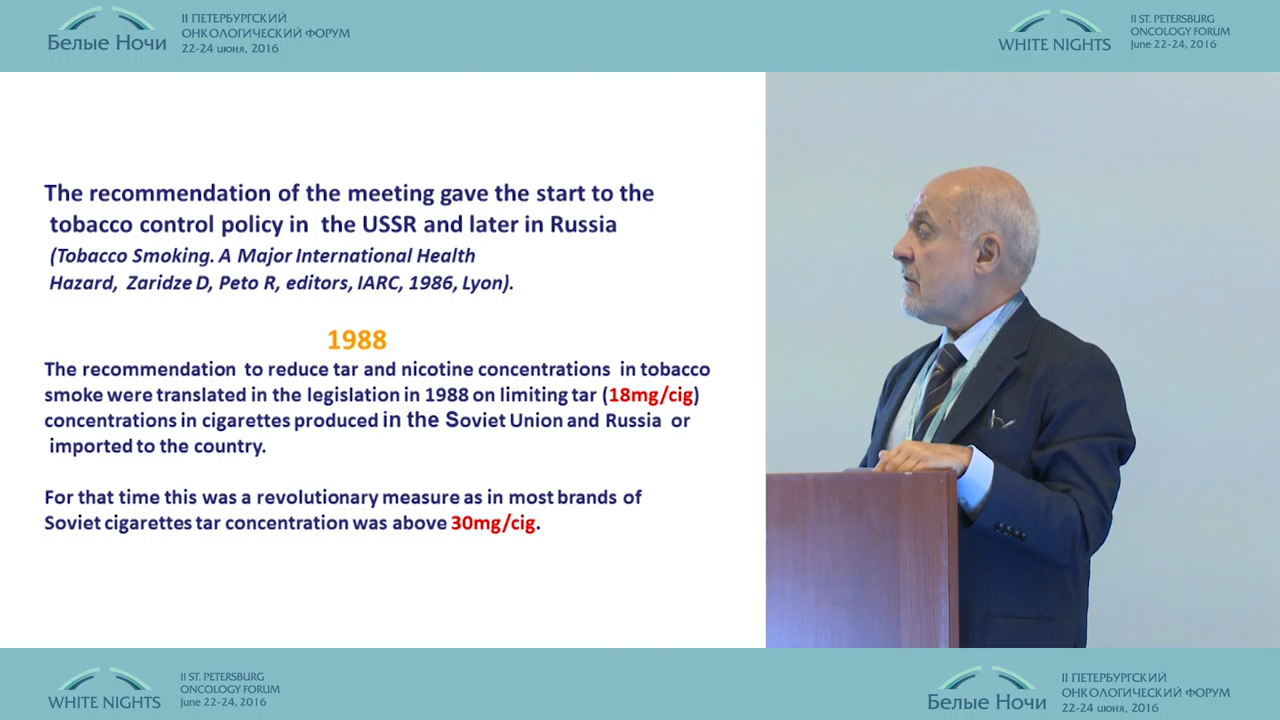 Белые Ночи
II ПЕТЕРБУРГСКИЙ
ОНКОЛОГИЧЕСКИЙ ФОРУМ
22-24 июня, 2016
WHITE NIGHTS
II ST. PETERSBURG
ONCOLOGY FORUM
June 22-24, 2016
The recommendation of the meeting gave the start to the
tobacco control policy in the USSR and later in Russia
(Tobacco Smoking. A Major International Health
Hazard, Zaridze D, Peto R, editors, IARC, 1986, Lyon).
1988
The recommendation to reduce tar and nicotine concentrations in tobacco
smoke were translated in the legislation in 1988 on limiting tar (18mg/cig)
concentrations in cigarettes produced in the Soviet Union and Russia or
imported to the country.
For that time this was a revolutionary measure as in most brands of
Soviet cigarettes tar concentration was above 30mg/cig.
WHITE NIGHTS
II ST. PETERSBURG
ONCOLOGY FORUM
June 22-24, 2016
Белые Ночи
II ПЕТЕРБУРГСКИЙ
ОНКОЛОГИЧЕСКИЙ ФОРУМ
22-24 июня, 2016